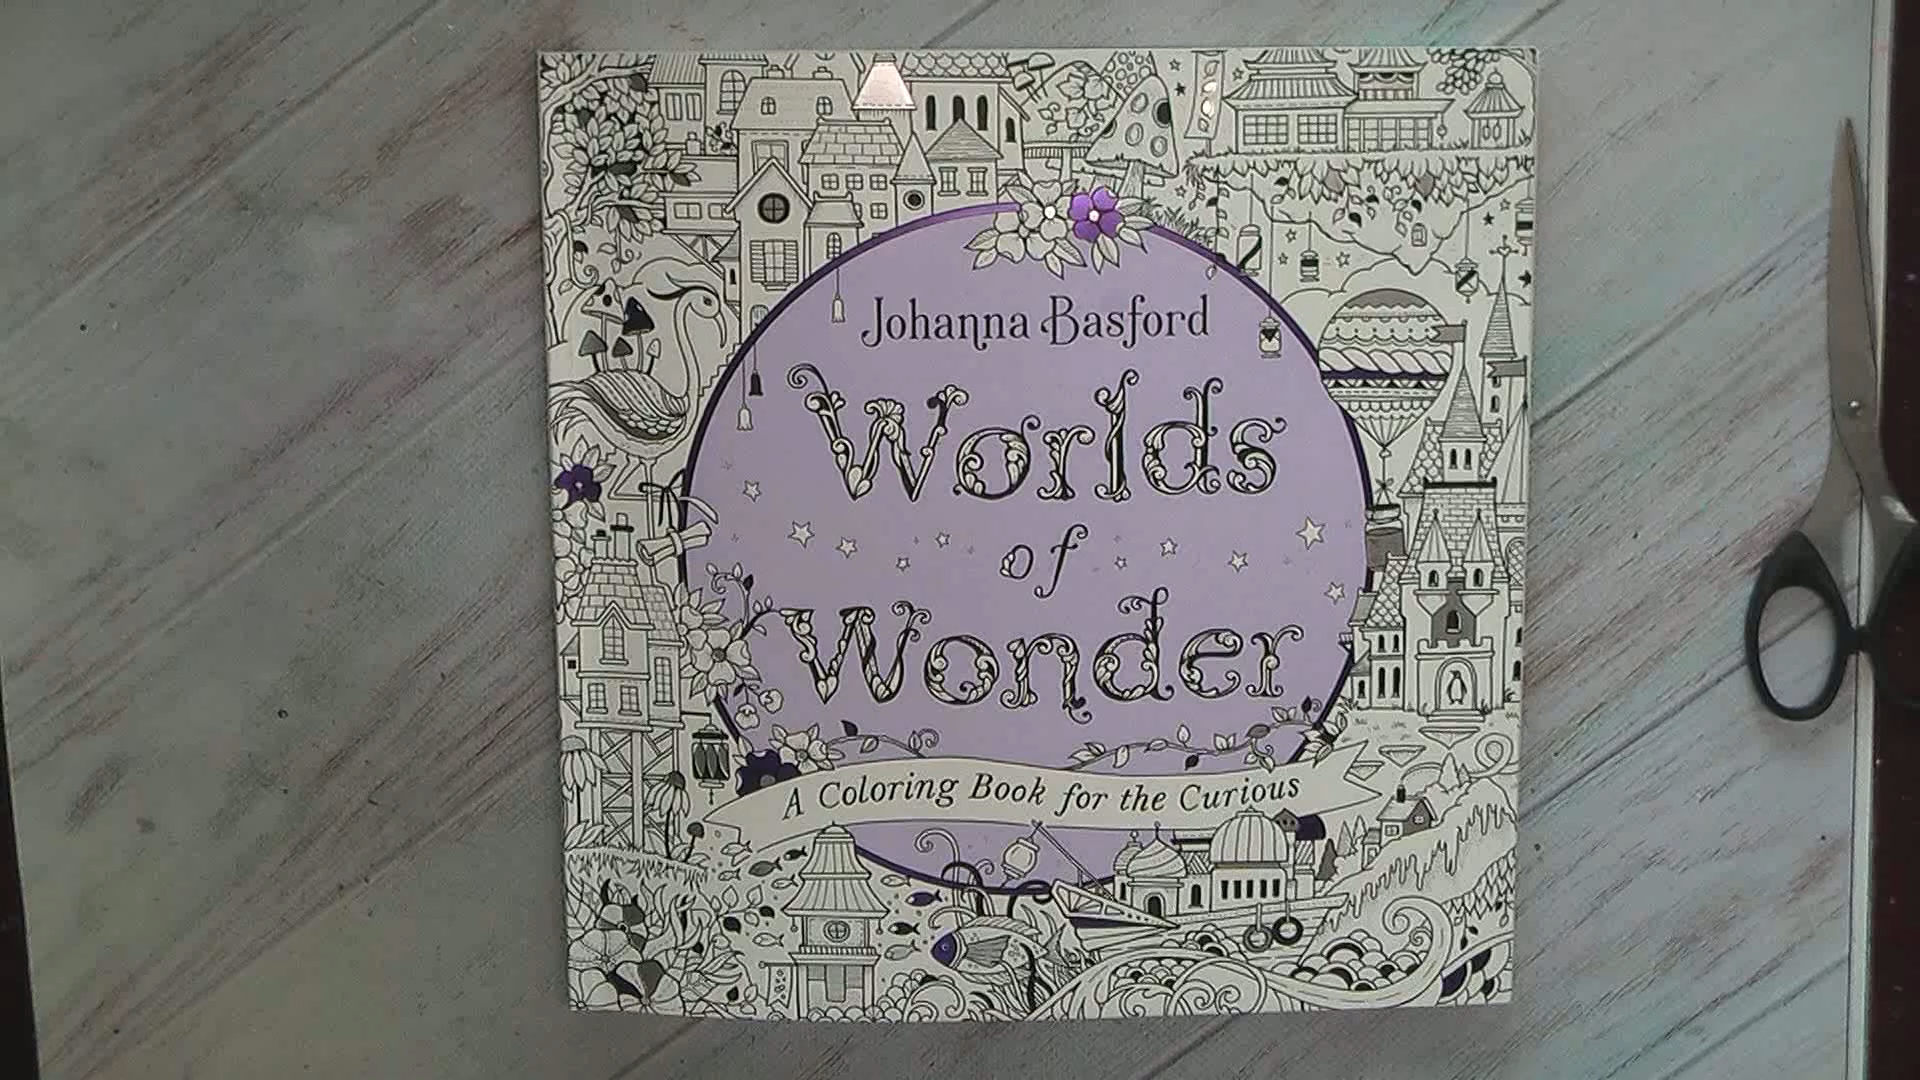 Johanna Basford
Worlds
of
Wonder
A Coloring Book for the Curious